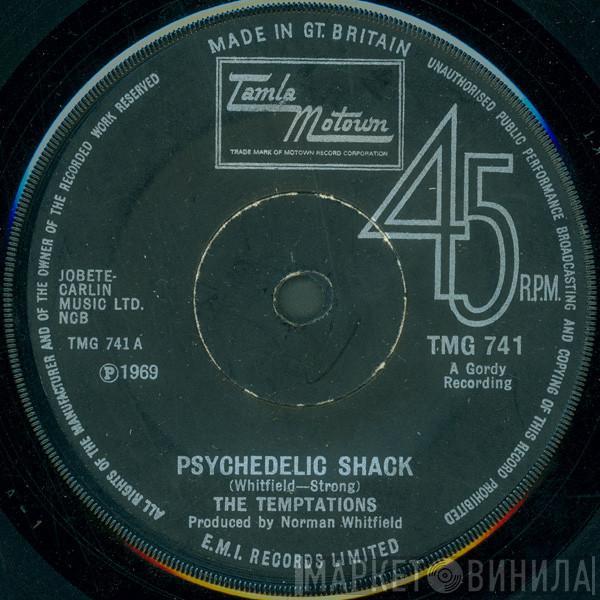 MADE IN GT. BRITAIN
UNAUTHORISED PUBLIC PERFORMANCE BROADCASTING AND COPYING OF THIS RECORD PROHIBITED
ALL RIGHTS OF THE MANUFACTURER AND OF THE OWNER OF THE RECORDED WORK RESERVED
Tamla
Motown
TRADE MARK OF MOTOWN RECORD CORPORATION
45
R.P.M.
JOBETE-
CARLIN
MUSIC LTD.
NCB
TMG 741 A
Ⓟ 1969
TMG 741
A Gordy
Recording
PSYCHEDELIC SHACK
(Whitfield—Strong)
THE TEMPTATIONS
Produced by Norman Whitfield
E.M.I. RECORDS LIMITED
МАРКЕТ ВИНИЛА